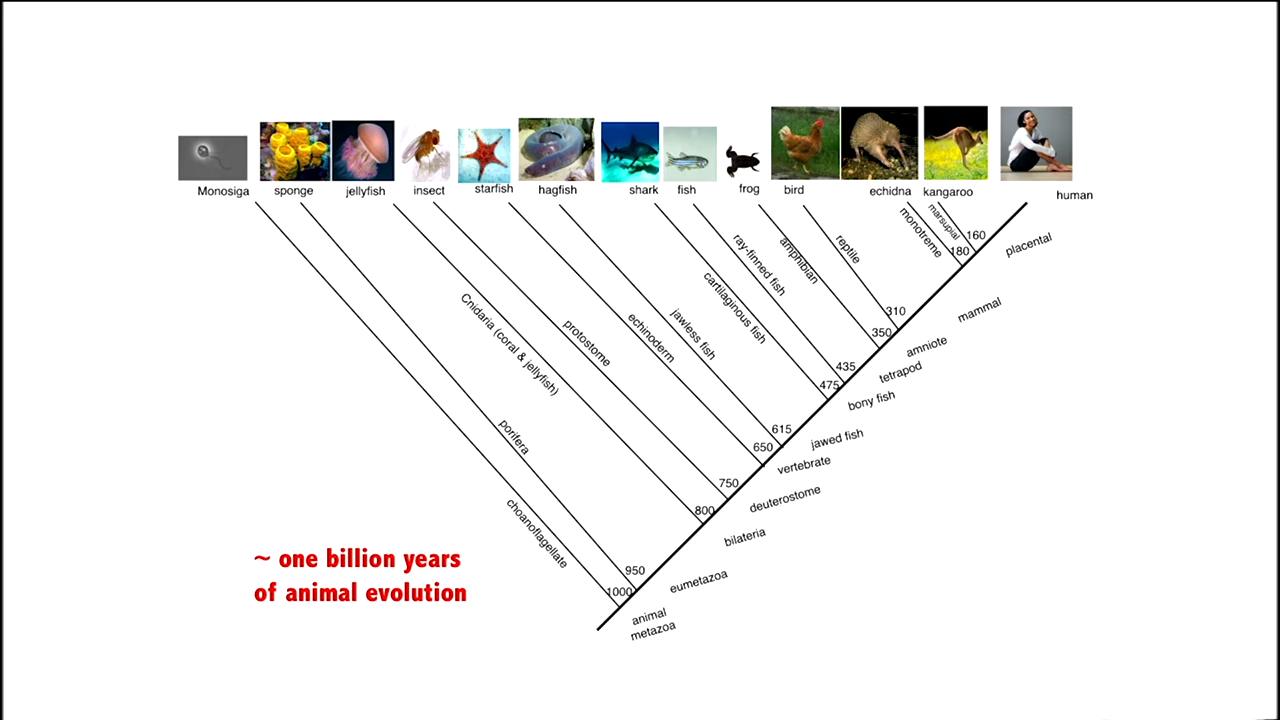 Monosiga
sponge
jellyfish
insect
starfish
hagfish
shark
fish
frog
bird
echidna
kangaroo
human
marsupial
monotreme
160
180
placental
reptile
amphibian
ray-finned fish
cartilaginous fish
310
350
mammal
amniote
Cnidaria (coral & jellyfish)
protostome
echinoderm
jawless fish
435
475
tetrapod
bony fish
615
650
jawed fish
vertebrate
porifera
750
800
deuterostome
bilateria
choanoflagellate
950
1000
eumetazoa
animal
metazoa
~ one billion years
of animal evolution